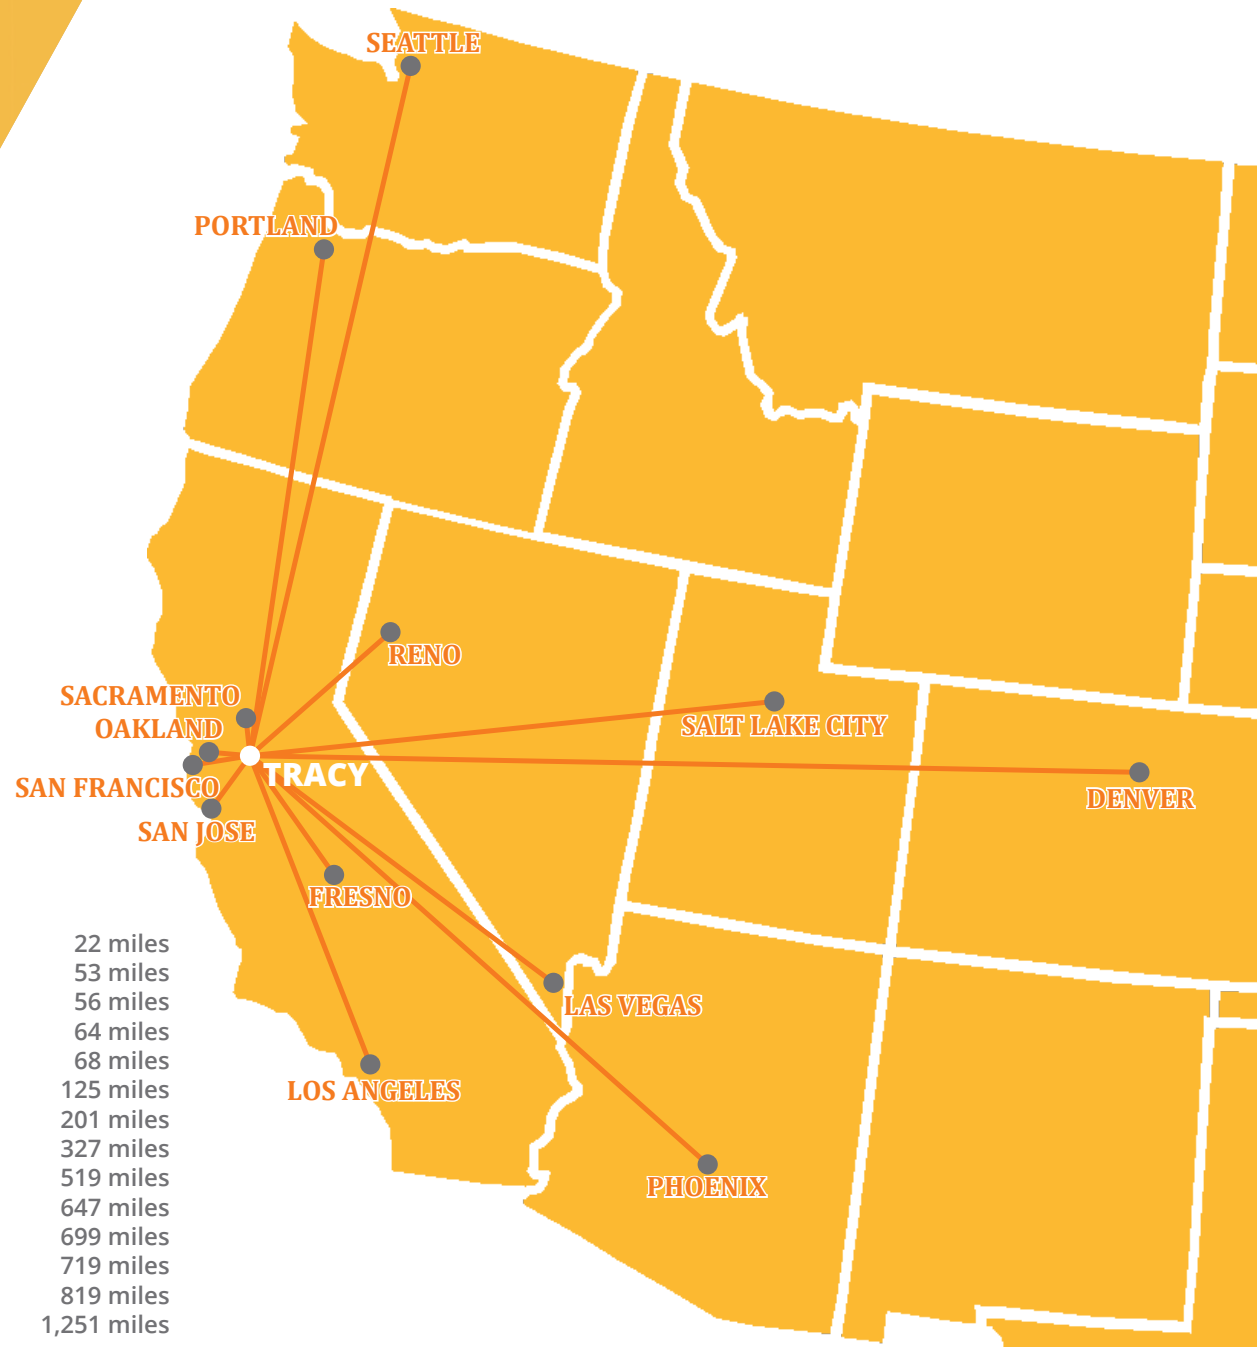 SEATTLE
PORTLAND
RENO
SACRAMENTO
OAKLAND
SALT LAKE CITY
TRACY
SAN FRANCISCO
DENVER
SAN JOSE
FRESNO
LAS VEGAS
LOS ANGELES
PHOENIX
22 miles
53 miles
56 miles
64 miles
68 miles
125 miles
201 miles
327 miles
519 miles
647 miles
699 miles
719 miles
819 miles
1,251 miles